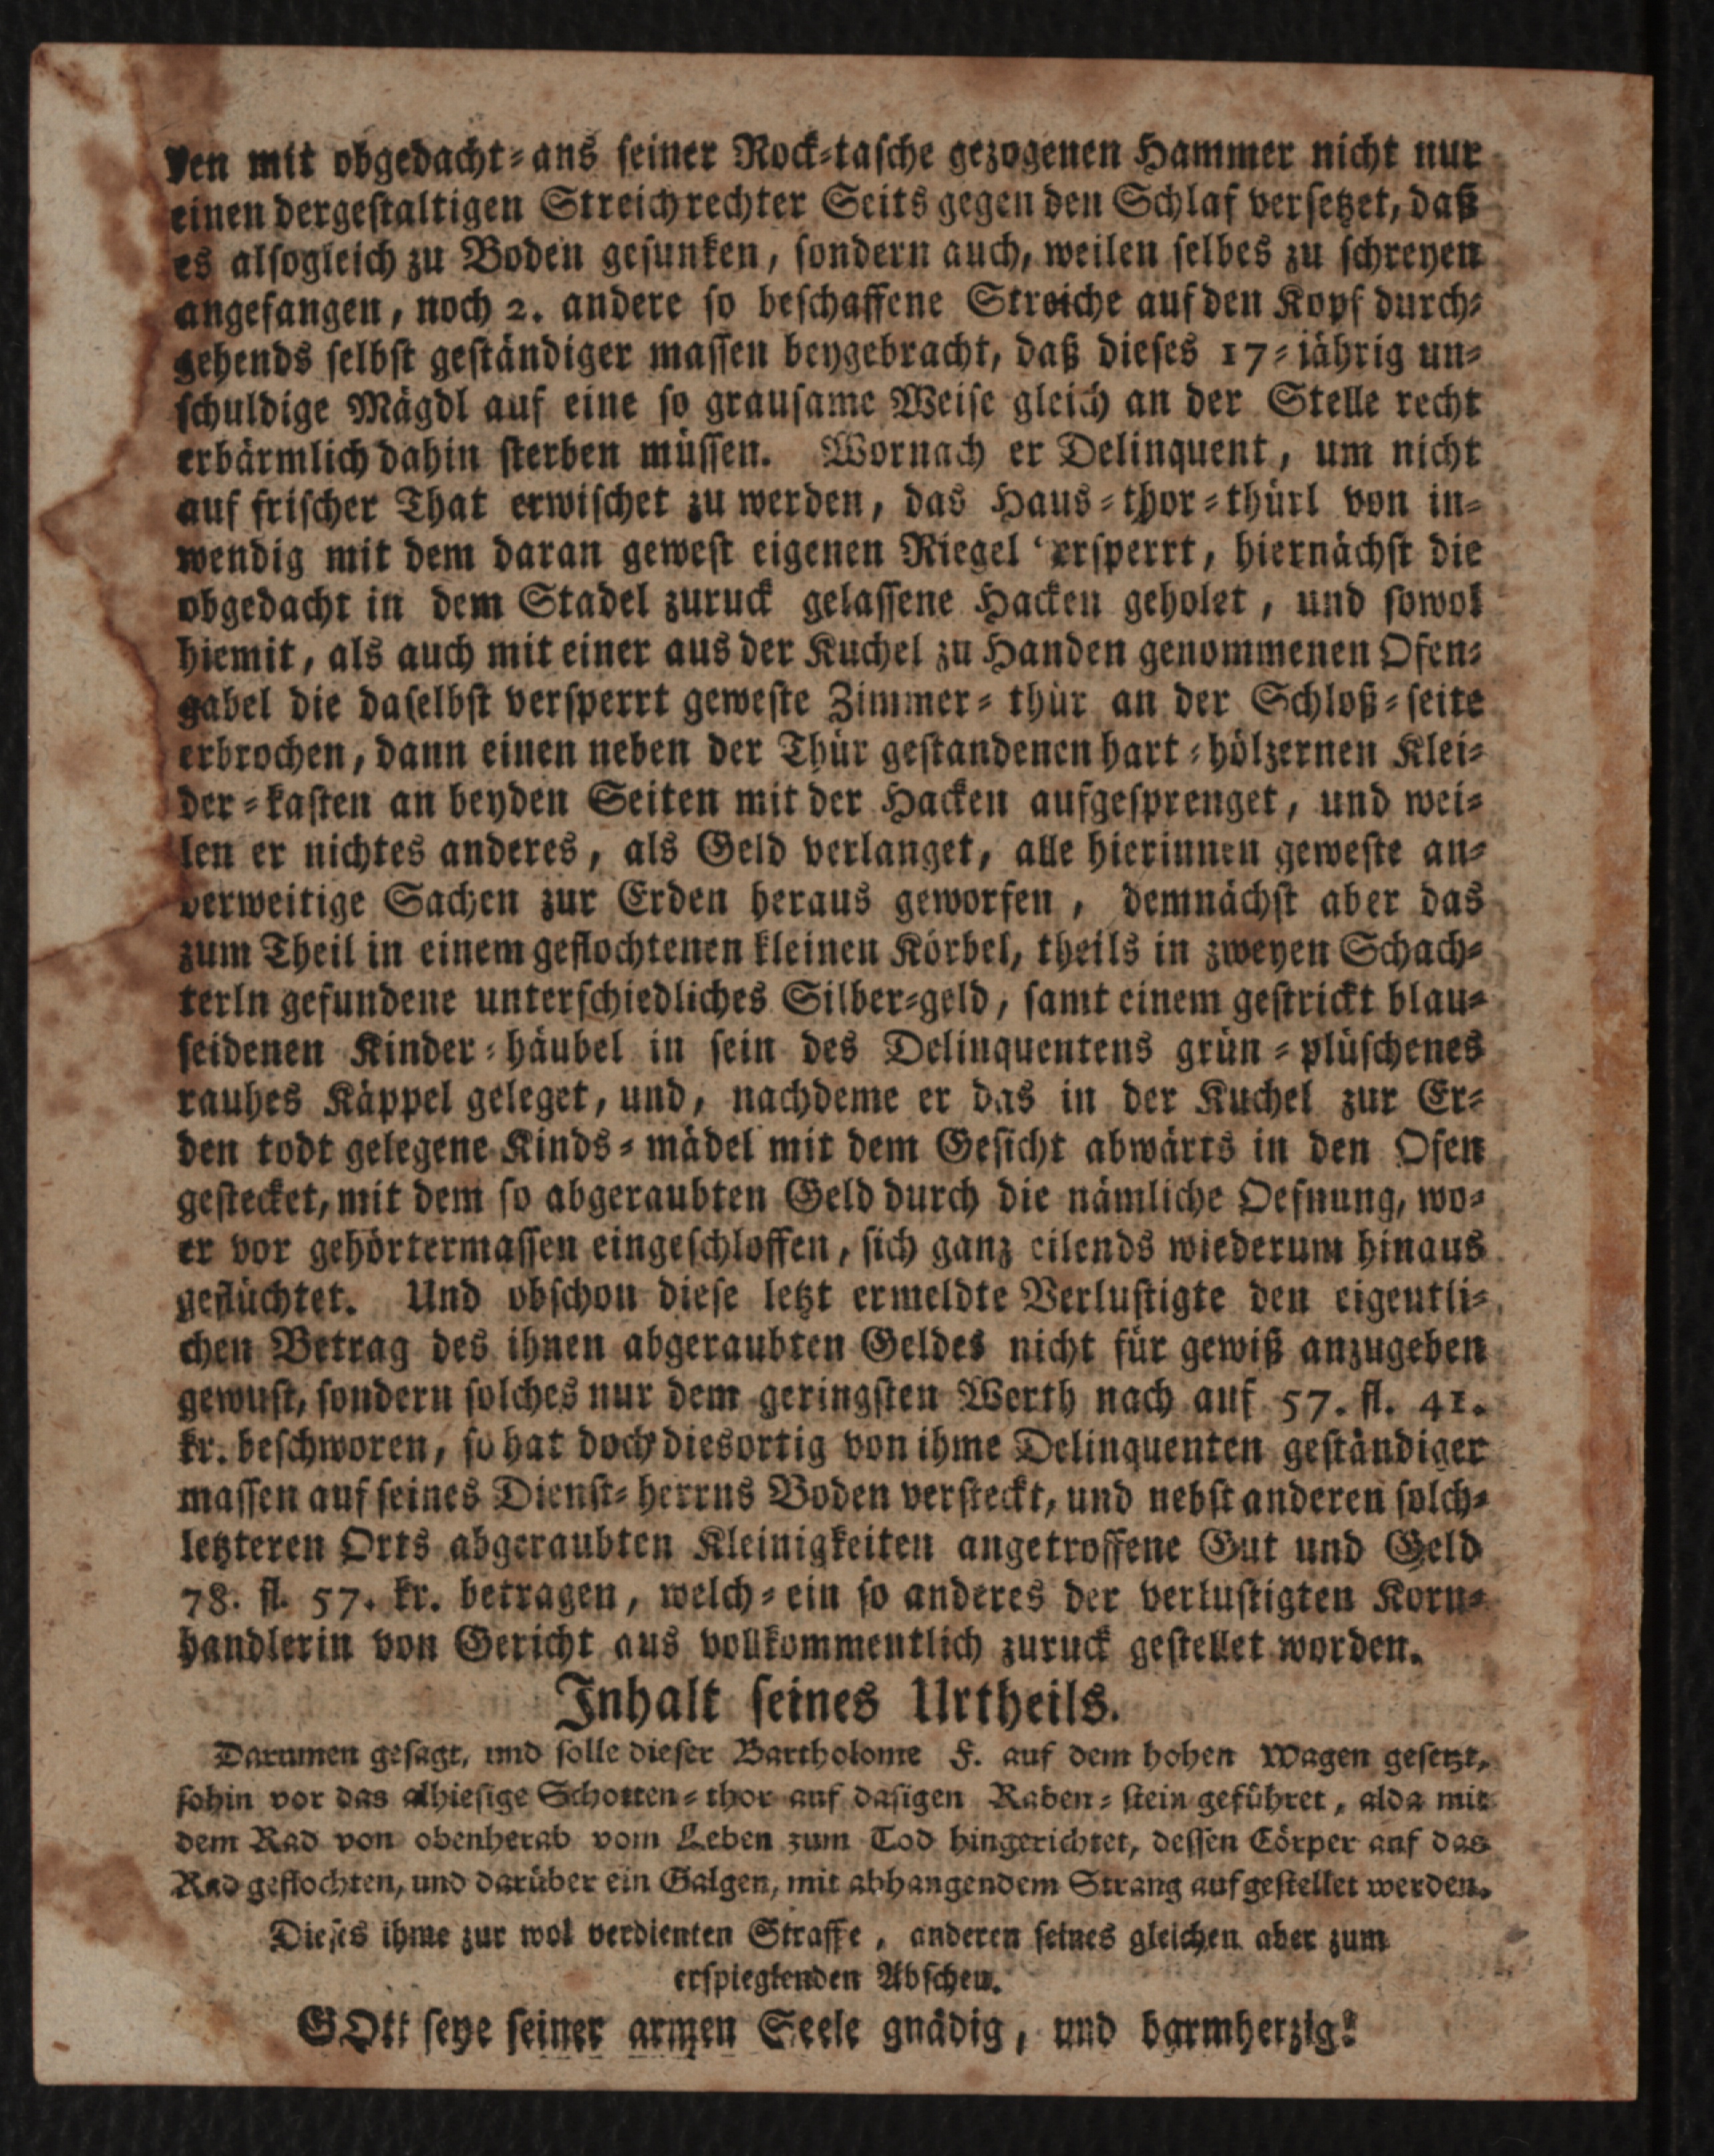 ven mit obgedacht-ans seiner Rock-tasche gezogenen Hammer nicht nur
einen dergestaltigen Streich rechter Seits gegen den Schlaf versetzet, daß
es alsogleich zu Boden gesunken, sondern auch, weilen selbes zu schreyen
angefangen, noch 2. andere so beschaffene Streiche auf den Kopf durch-
gehends selbst geständiger massen beygebracht, daß dieses 17-jährig un-
schuldige Mägdl auf eine so grausame Weise gleich an der Stelle recht
erbärmlich dahin sterben müssen. Wornach er Delinquent, um nicht
auf frischer That erwischet zu werden, das Haus-thor-thürl von in-
wendig mit dem daran gewest eigenen Riegel ersperrt, hiernächst die
obgedacht in dem Stadel zuruck gelassene Hacken geholet, und sowol
hiemit, als auch mit einer aus der Kuchel zu Handen genommenen Ofen-
gabel die daselbst versperrt geweste Zimmer-thür an der Schloß-seite
erbrochen, dann einen neben der Thür gestandenen hart-hölzernen Klei-
der-kasten an beyden Seiten mit der Hacken aufgesprenget, und wei-
len er nichtes anderes, als Geld verlanget, alle hierinnen geweste an-
derweitige Sachen zur Erden heraus geworfen, demnächst aber das
zum Theil in einem geflochtenen kleinen Körbel, theils in zweyen Schach-
terln gefundene unterschiedliches Silber-geld, samt einem gestrickt blau-
seidenen Kinder-häubel in sein des Delinquentens grün-plüschenes
rauhes Käppel geleget, und, nachdeme er das in der Kuchel zur Er-
den todt gelegene Kinds-mädel mit dem Gesicht abwärts in den Ofen
gestecket, mit dem so abgeraubten Geld durch die nämliche Oefnung, wo-
er vor gehörtermassen eingeschloffen, sich ganz eilends wiederum hinaus
geflüchtet. Und obschon diese letzt ermeldte Verlustigte den eigentli-
chen Betrag des ihnen abgeraubten Geldes nicht für gewiß anzugeben
gewust, sondern solches nur dem geringsten Werth nach auf 57. fl. 41.
kr. beschworen, so hat doch diesortig von ihme Delinquenten geständiger
massen auf seines Dienst-herrns Boden versteckt, und nebst anderen solch-
letzteren Orts abgeraubten Kleinigkeiten angetroffene Gut und Geld
78. fl. 57. kr. betragen, welch-ein so anderes der verlustigten Korn-
handlerin von Gericht aus vollkommentlich zuruck gestellet worden.
Inhalt seines Urtheils.
Darumen gesagt, und solle dieser Bartholome F. auf dem hohen Wagen gesetzt,
sohin vor das alhiesige Schotten-thor auf dasigen Raben-stein geführet, alda mit
dem Rad von obenherab vom Leben zum Tod hingerichtet, dessen Cörper auf das
Rad geflochten, und darüber ein Galgen, mit abhangendem Strang aufgestellet werden.
Dieses ihme zur wol verdienten Straffe, anderen seines gleichen aber zum
erspieglenden Abscheu.
GOtt seye seiner armen Seele gnädig, und barmherzig!